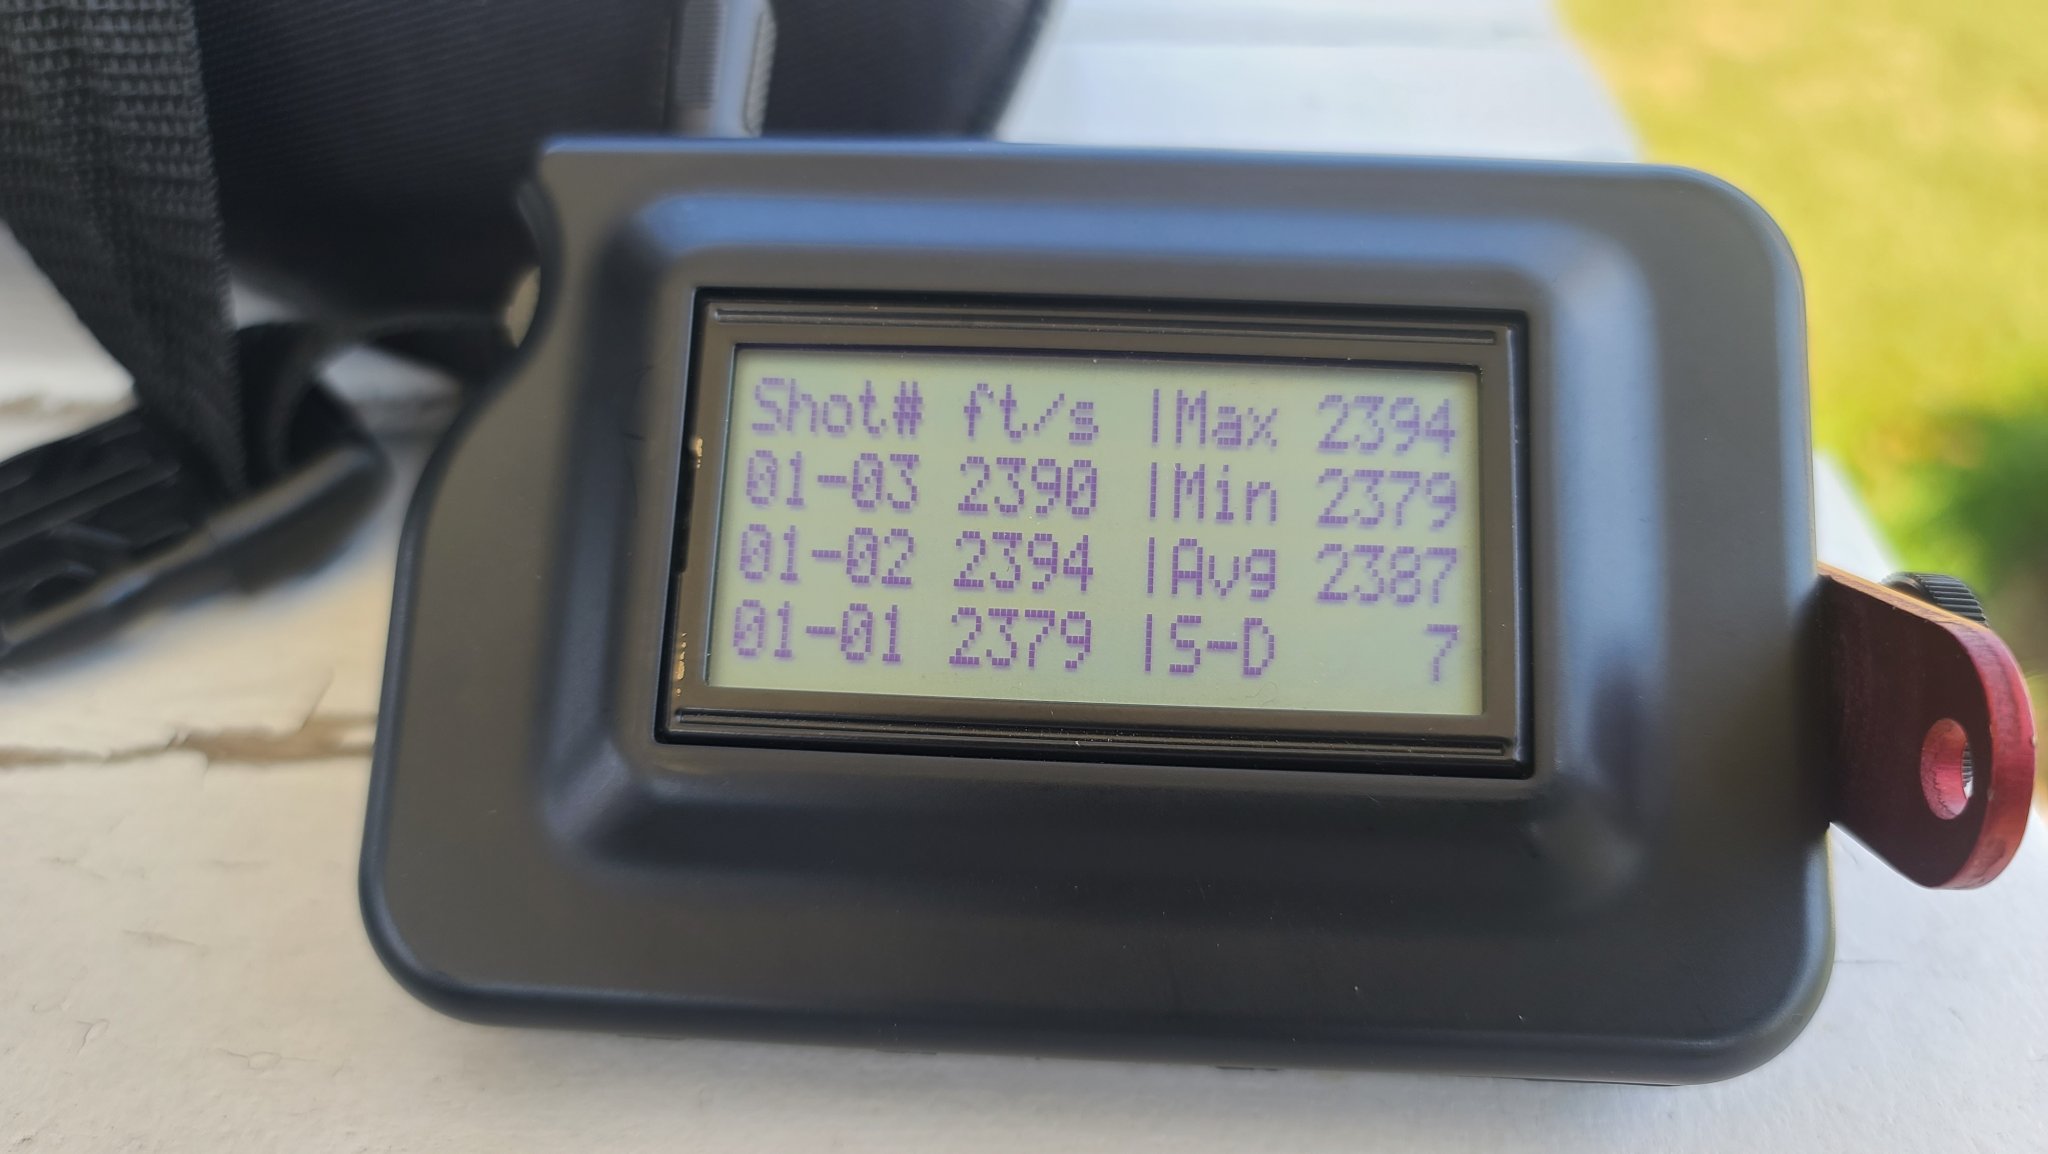 Shot# ft/s |Max 2394
01-03 2390 |Min 2379
01-02 2394 |Avg 2387
01-01 2379 |S-D 7